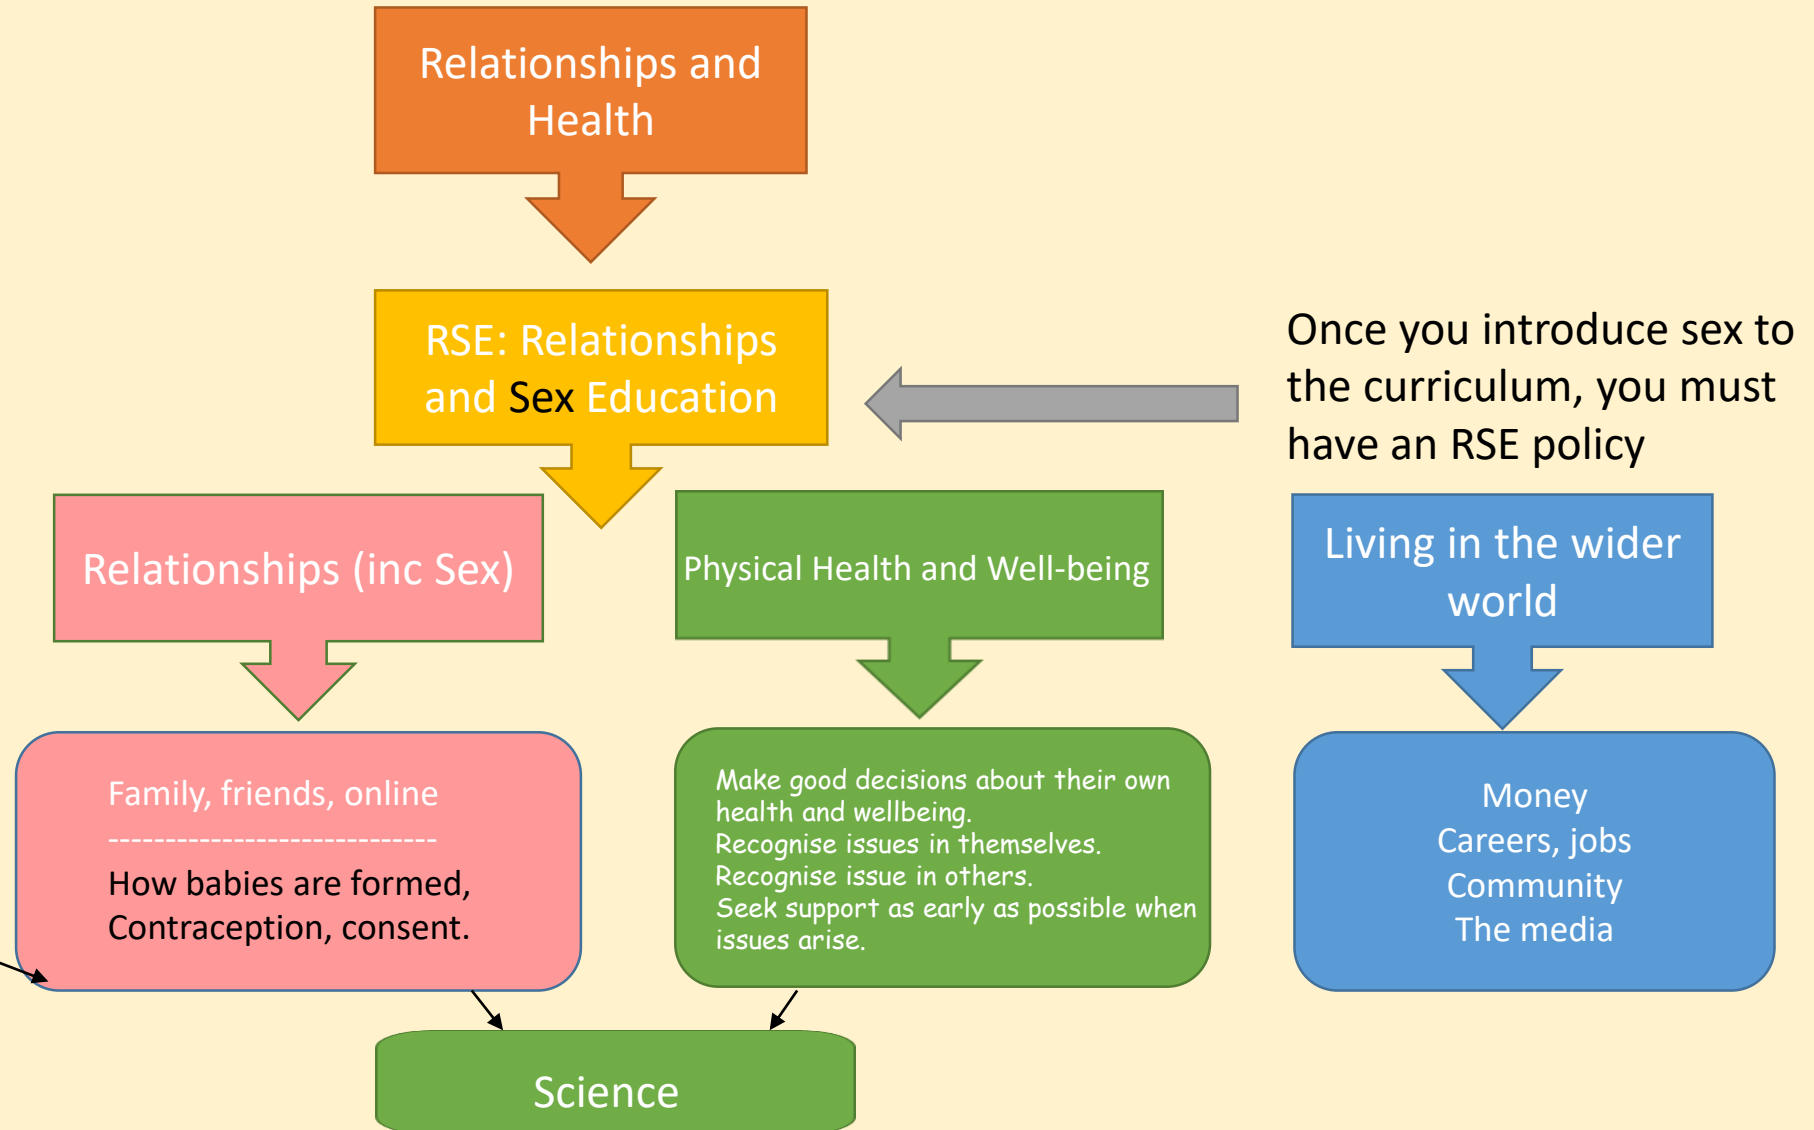 Relationships and
Health
RSE: Relationships
and Sex Education
Once you introduce sex to
the curriculum, you must
have an RSE policy
Relationships (inc Sex)
Physical Health and Well-being
Living in the wider
world
Family, friends, online
-----------------------------
How babies are formed,
Contraception, consent.
Make good decisions about their own
health and wellbeing.
Recognise issues in themselves.
Recognise issue in others.
Seek support as early as possible when
issues arise.
Money
Careers, jobs
Community
The media
Science